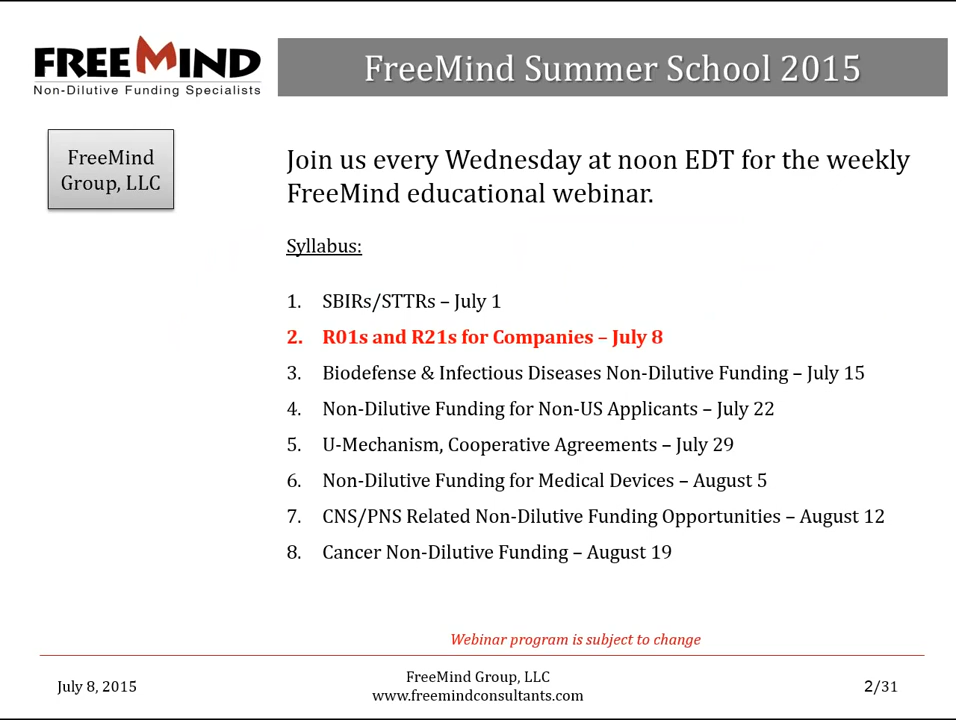 FREEMIND
Non-Dilutive Funding Specialists
FreeMind Summer School 2015
FreeMind
Group, LLC
Join us every Wednesday at noon EDT for the weekly
FreeMind educational webinar.
Syllabus:
1. SBIRs/STTRs – July 1
2. R01s and R21s for Companies – July 8
3. Biodefense & Infectious Diseases Non-Dilutive Funding – July 15
4. Non-Dilutive Funding for Non-US Applicants – July 22
5. U-Mechanism, Cooperative Agreements – July 29
6. Non-Dilutive Funding for Medical Devices – August 5
7. CNS/PNS Related Non-Dilutive Funding Opportunities – August 12
8. Cancer Non-Dilutive Funding – August 19
Webinar program is subject to change
July 8, 2015
FreeMind Group, LLC
www.freemindconsultants.com
2/31